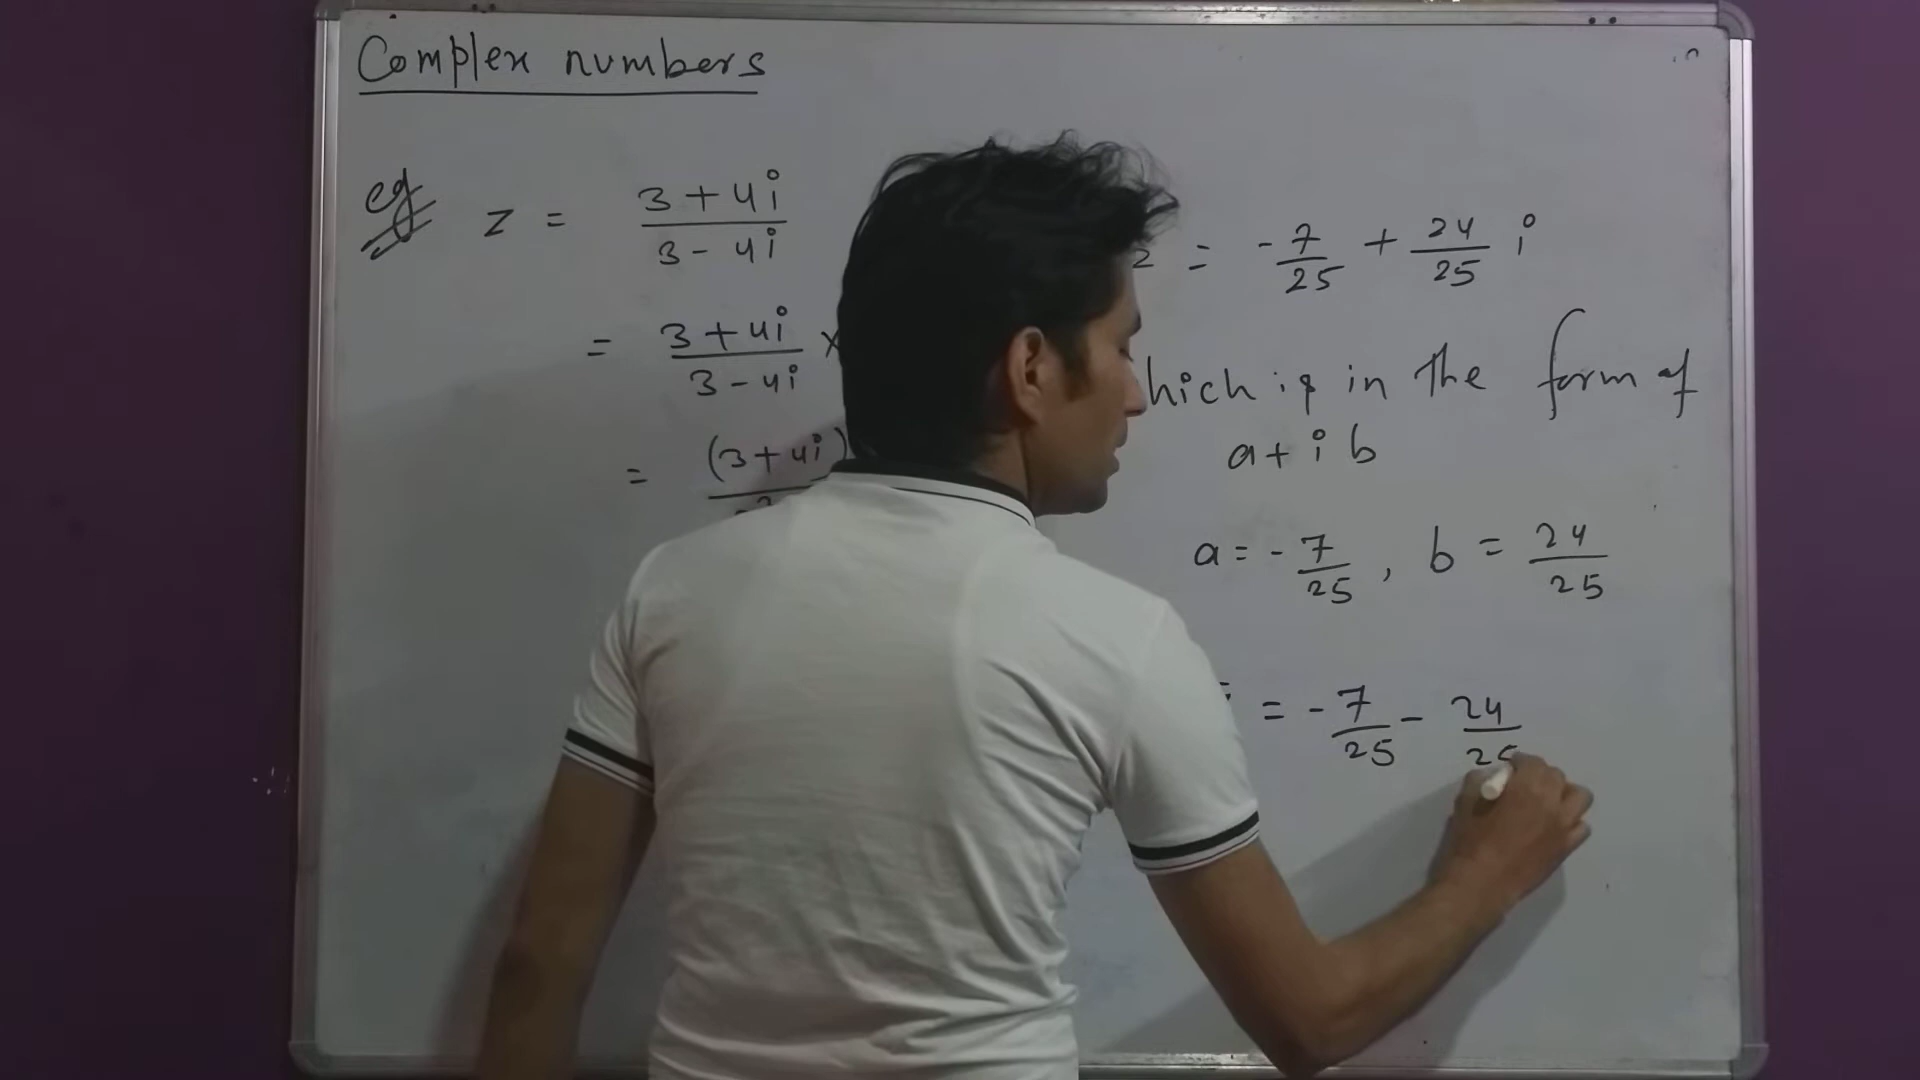 Complex numbers
eg z = 3+4i / 3-4i
= 3+4i / 3-4i ×
= (3+4i)
z = -7/25 + 24/25 i
hich is in the form of
a+ib
a = -7/25, b = 24/25
= -7/25 - 24/25